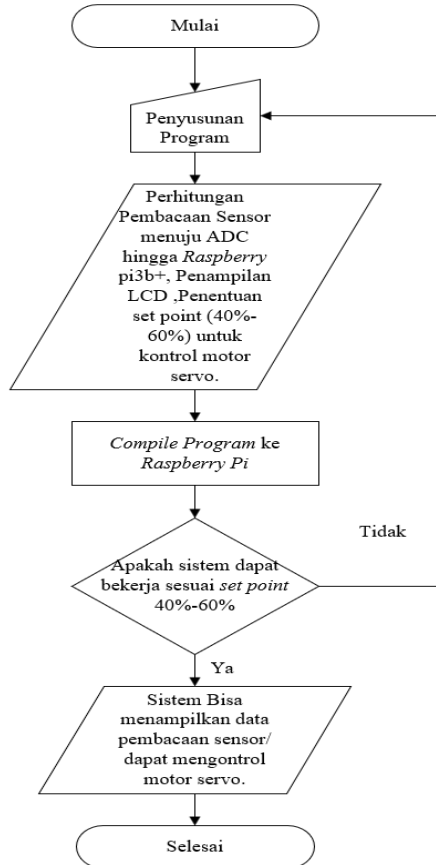 Mulai
Penyusunan
Program
Perhitungan
Pembacaan Sensor
menuju ADC
hingga Raspberry
pi3b+, Penampilan
LCD ,Penentuan
set point (40%-
60%) untuk
kontrol motor
servo.
Compile Program ke
Raspberry Pi
Tidak
Apakah sistem dapat
bekerja sesuai set point
40%-60%
Ya
Sistem Bisa
menampilkan data
pembacaan sensor/
dapat mengontrol
motor servo.
Selesai